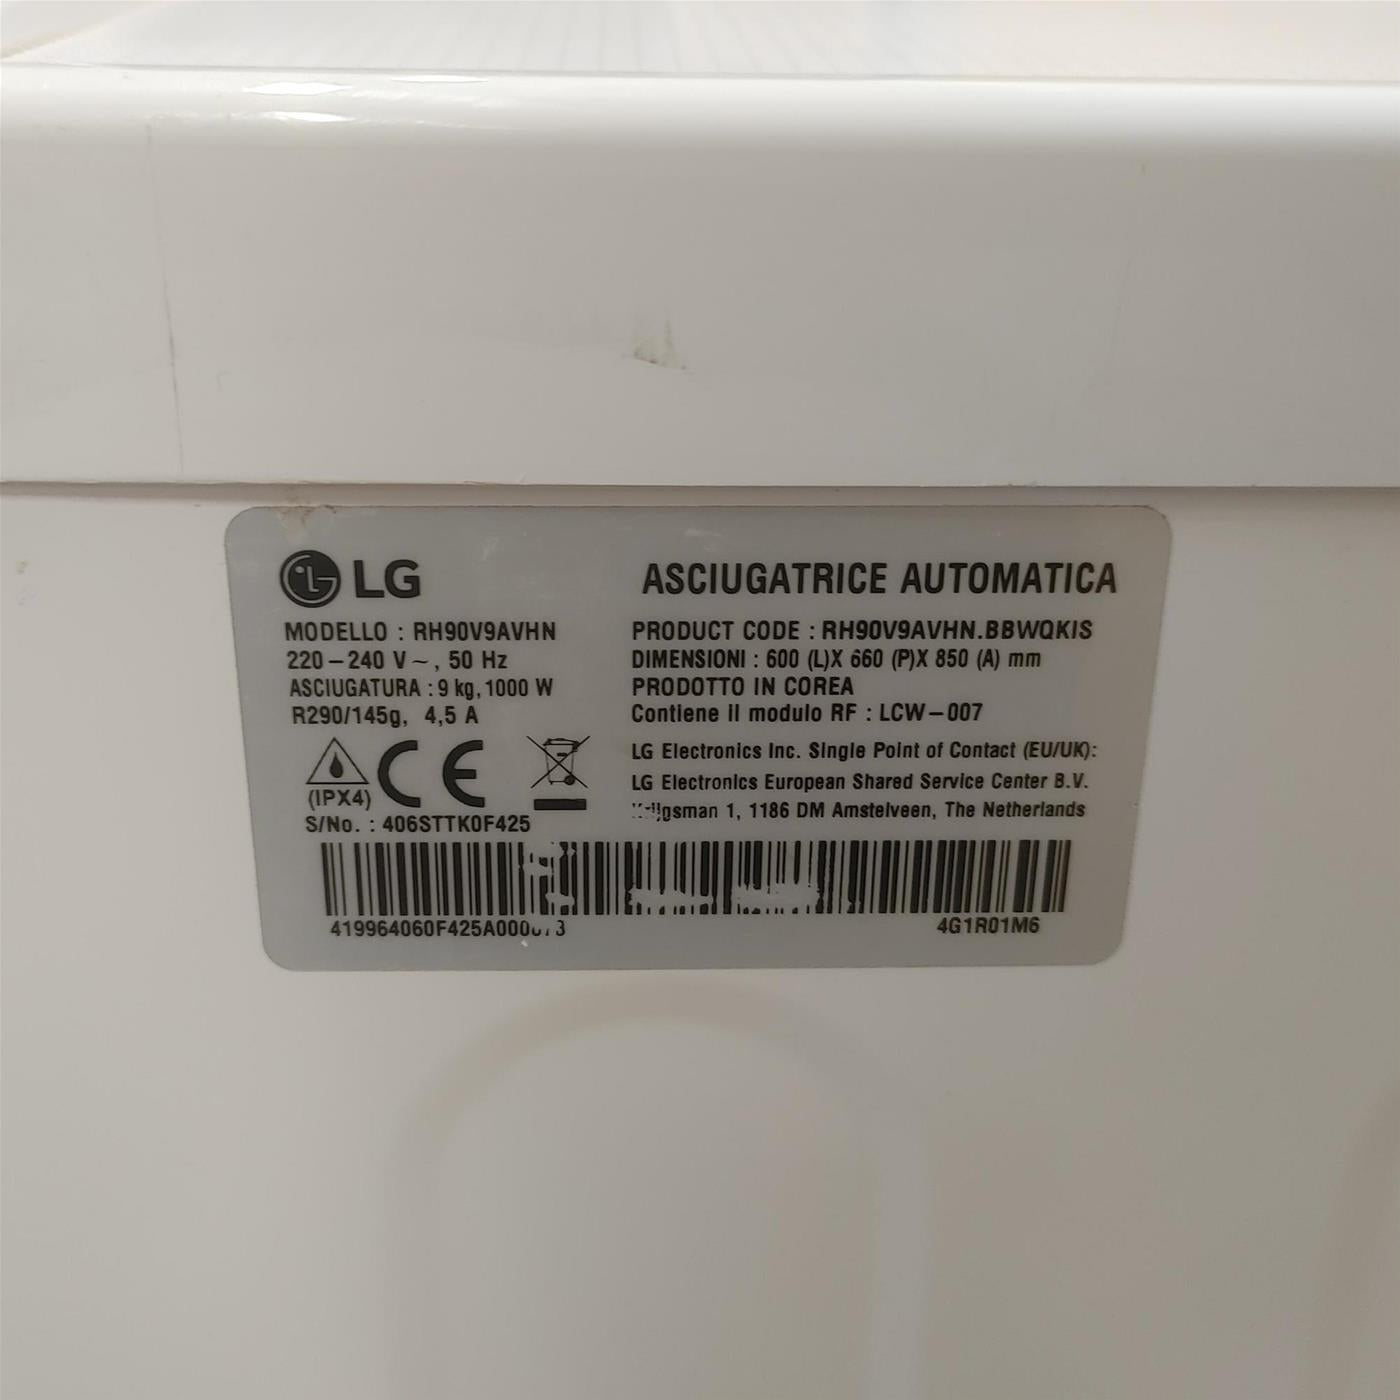 LG
ASCIUGATRICE AUTOMATICA
MODELLO : RH90V9AVHN
220-240 V ~, 50 Hz
ASCIUGATURA : 9 kg, 1000 W
R290/145g, 4,5 A
PRODUCT CODE : RH90V9AVHN.BBWQKIS
DIMENSIONI : 600 (L)X 660 (P)X 850 (A) mm
PRODOTTO IN COREA
Contiene il modulo RF : LCW-007
LG Electronics Inc. Single Point of Contact (EU/UK):
LG Electronics European Shared Service Center B.V.
1, 1186 DM Amstelveen, The Netherlands
CE
(IPX4)
S/No. : 406STTK0F425
4G1R01M6